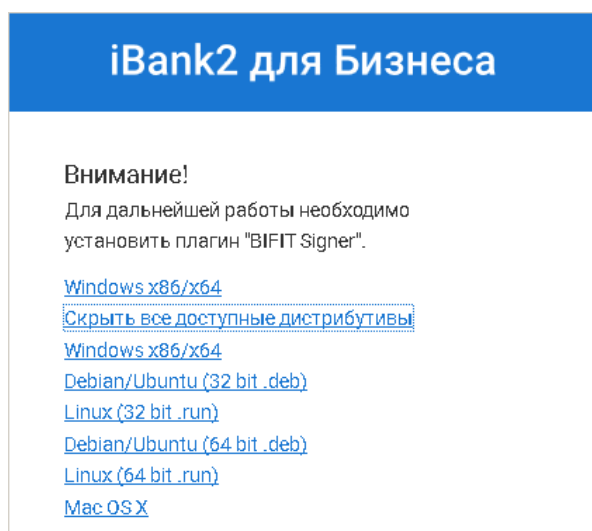 iBank2 для Бизнеса
Внимание!
Для дальнейшей работы необходимо
установить плагин "BIFIT Signer".
Windows x86/x64
Скрыть все доступные дистрибутивы
Windows x86/x64
Debian/Ubuntu (32 bit .deb)
Linux (32 bit .run)
Debian/Ubuntu (64 bit .deb)
Linux (64 bit .run)
Mac OS X